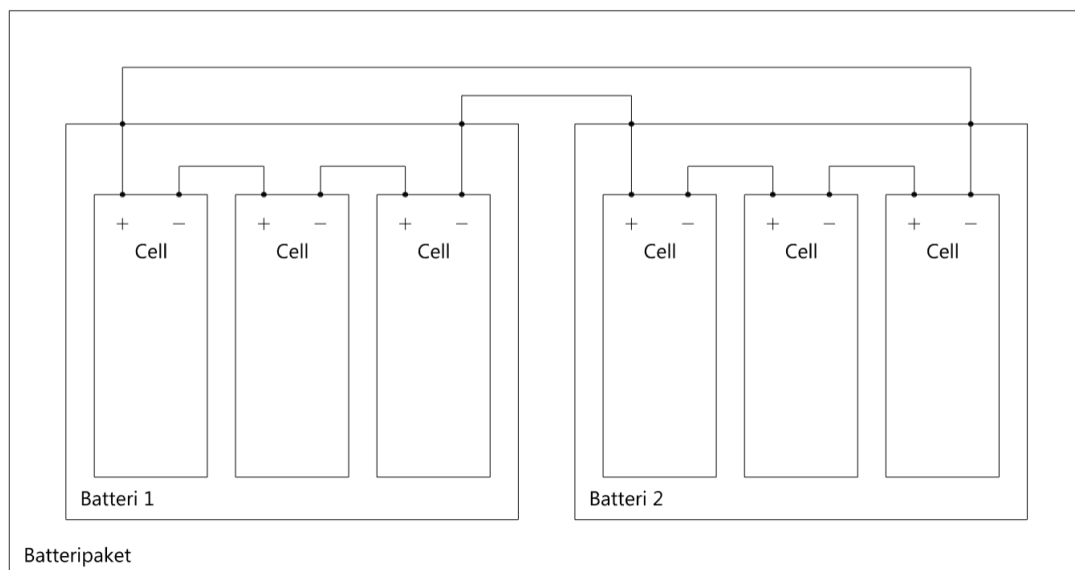 + − + − + − + − + − + −
Cell Cell Cell Cell Cell Cell
Batteri 1 Batteri 2
Batteripaket